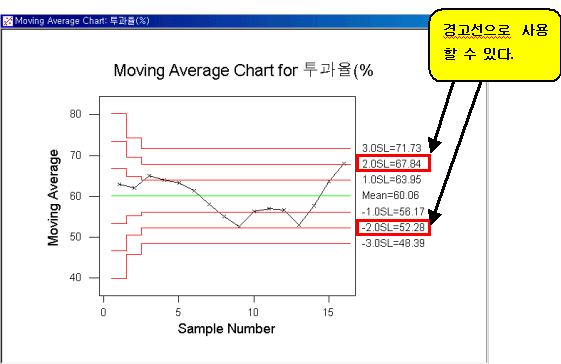 Moving Average Chart: 투과율(%)
경고선으로 사용
할 수 있다.
Moving Average Chart for 투과율(%
Moving Average
80
70
60
50
40
3.0SL=71.73
2.0SL=67.84
1.0SL=63.95
Mean=60.06
-1.0SL=56.17
-2.0SL=52.28
-3.0SL=48.39
0
5
10
15
Sample Number